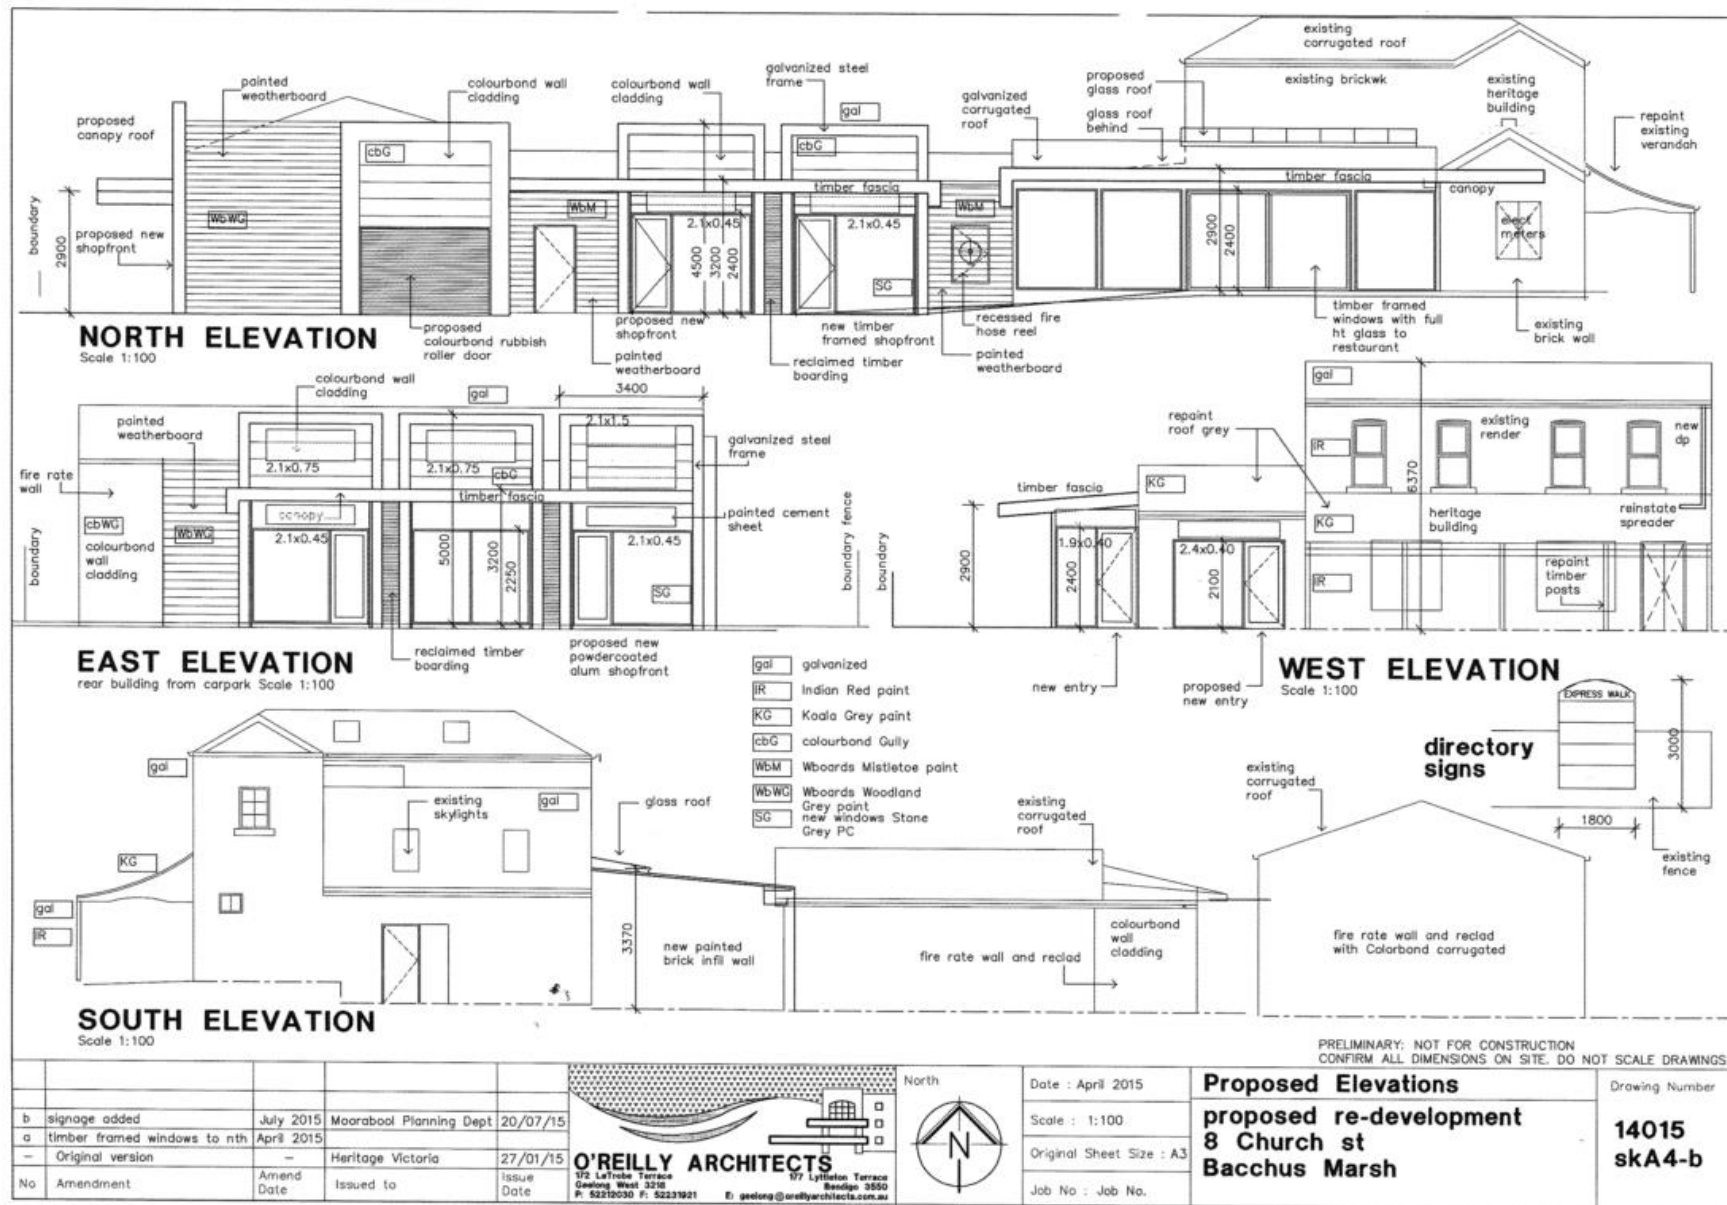 existing
corrugated roof
painted
weatherboard
colourbond wall
cladding
colourbond wall
cladding
galvanized steel
frame
gal
galvanized
corrugated
roof
proposed
glass roof
glass roof
behind
existing brickwk
existing
heritage
building
repaint
existing
verandah
proposed
canopy roof
cbG
cbG
timber fascia
timber fascia
canopy
boundary
2900
WbWG
proposed new
shopfront
WbM
2.1x0.45
4500
3200
2400
2.1x0.45
SG
WbM
2900
2400
elect
meters
NORTH ELEVATION
Scale 1:100
proposed
colourbond rubbish
roller door
proposed new
shopfront
painted
weatherboard
reclaimed timber
boarding
new timber
framed shopfront
recessed fire
hose reel
painted
weatherboard
timber framed
windows with full
ht glass to
restaurant
existing
brick wall
colourbond wall
cladding
gal
3400
painted
weatherboard
2.1x1.5
galvanized steel
frame
fire rate
wall
2.1x0.75
2.1x0.75
cbG
timber fascia
canopy
painted cement
sheet
cbWG
colourbond
wall
cladding
WbWG
2.1x0.45
5000
3200
2250
2.1x0.45
SG
boundary
boundary fence
EAST ELEVATION
rear building from carpark Scale 1:100
reclaimed timber
boarding
proposed new
powdercoated
alum shopfront
boundary
2900
timber fascia
repaint
roof grey
KG
gal
IR
KG
IR
6370
existing
render
new
dp
heritage
building
reinstate
spreader
repaint
timber
posts
1.9x0.40
2400
2.4x0.40
2100
new entry
proposed
new entry
WEST ELEVATION
Scale 1:100
gal galvanized
IR Indian Red paint
KG Koala Grey paint
cbG colourbond Gully
WbM Wboards Mistletoe paint
WbWG Wboards Woodland
Grey paint
SG new windows Stone
Grey PC
EXPRESS WALK
directory
signs
3000
1800
existing
fence
gal
existing
skylights
gal
glass roof
KG
gal
IR
3370
new painted
brick infil wall
existing
corrugated
roof
fire rate wall and reclad
colourbond
wall
cladding
existing
corrugated
roof
fire rate wall and reclad
with Colorbond corrugated
SOUTH ELEVATION
Scale 1:100
PRELIMINARY: NOT FOR CONSTRUCTION
CONFIRM ALL DIMENSIONS ON SITE. DO NOT SCALE DRAWINGS
b signage added July 2015 Moorabool Planning Dept 20/07/15
a timber framed windows to nth April 2015
– Original version – Heritage Victoria 27/01/15
No Amendment Amend Date Issued to Issue Date
O'REILLY ARCHITECTS
172 LaTrobe Terrace 177 Lyttleton Terrace
Geelong West 3218 Bendigo 3550
P: 52212030 F: 52231921 E: geelong@oreillyarchitects.com.au
North
N
Date : April 2015
Scale : 1:100
Original Sheet Size : A3
Job No : Job No.
Proposed Elevations
proposed re-development
8 Church st
Bacchus Marsh
Drawing Number
14015
skA4-b